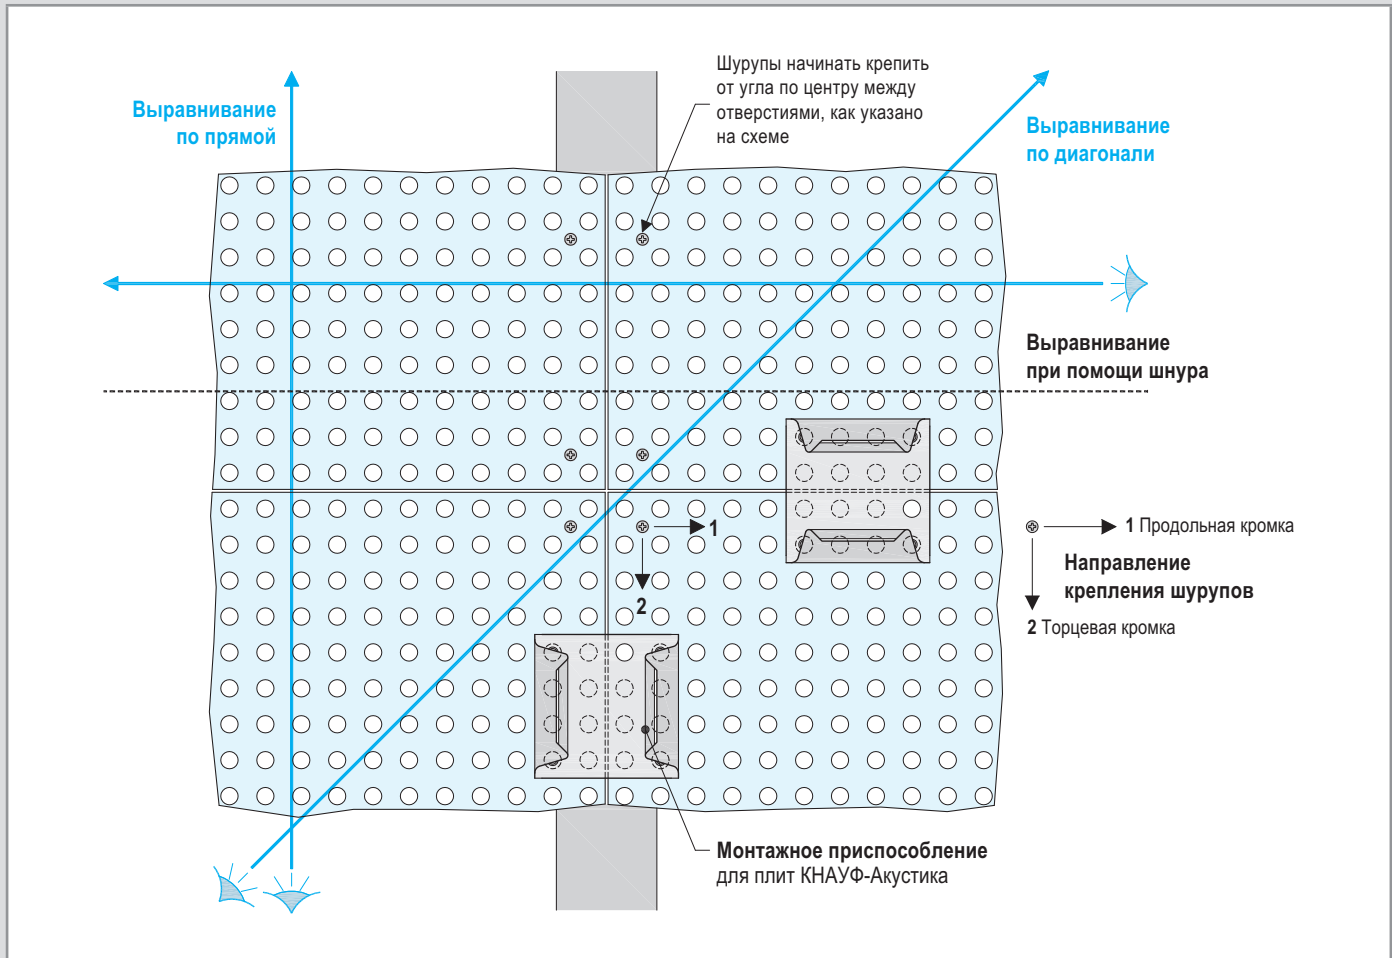 Шурупы начинать крепить
от угла по центру между
отверстиями, как указано
на схеме
Выравнивание
по прямой
Выравнивание
по диагонали
Выравнивание
при помощи шнура
1
2
1 Продольная кромка
Направление
крепления шурупов
2 Торцевая кромка
Монтажное приспособление
для плит КНАУФ-Акустика